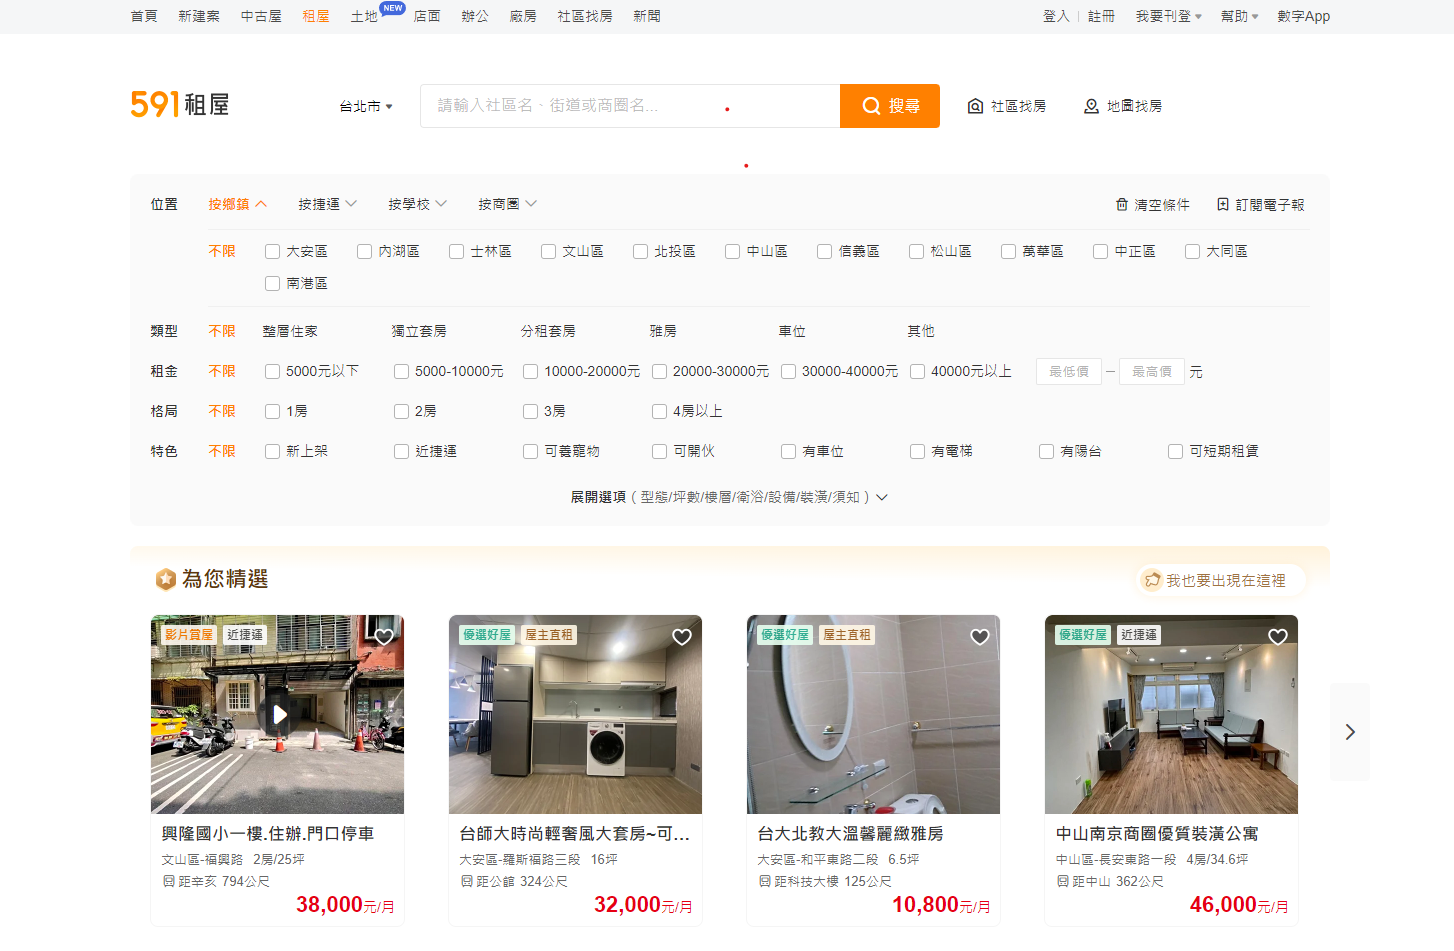 首頁 新建案 中古屋 租屋 土地 NEW 店面 辦公 廠房 社區找房 新聞 登入 註冊 我要刊登 幫助 數字App
591租屋 台北市 請輸入社區名、街道或商圈名... 搜尋 社區找房 地圖找房
位置 按鄉鎮 按捷運 按學校 按商圈 清空條件 訂閱電子報
不限 大安區 內湖區 士林區 文山區 北投區 中山區 信義區 松山區 萬華區 中正區 大同區
南港區
類型 不限 整層住家 獨立套房 分租套房 雅房 車位 其他
租金 不限 5000元以下 5000-10000元 10000-20000元 20000-30000元 30000-40000元 40000元以上 最低價 – 最高價 元
格局 不限 1房 2房 3房 4房以上
特色 不限 新上架 近捷運 可養寵物 可開伙 有車位 有電梯 有陽台 可短期租賃
展開選項 ( 型態/坪數/樓層/衛浴/設備/裝潢/須知 )
為您精選 我也要出現在這裡
影片賞屋 近捷運
興隆國小一樓.住辦.門口停車
文山區-福興路 2房/25坪
距辛亥 794公尺
38,000元/月
優選好屋 屋主直租
台師大時尚輕奢風大套房~可...
大安區-羅斯福路三段 16坪
距公館 324公尺
32,000元/月
優選好屋 屋主直租
台大北教大溫馨麗緻雅房
大安區-和平東路二段 6.5坪
距科技大樓 125公尺
10,800元/月
優選好屋 近捷運
中山南京商圈優質裝潢公寓
中山區-長安東路一段 4房/34.6坪
距中山 362公尺
46,000元/月